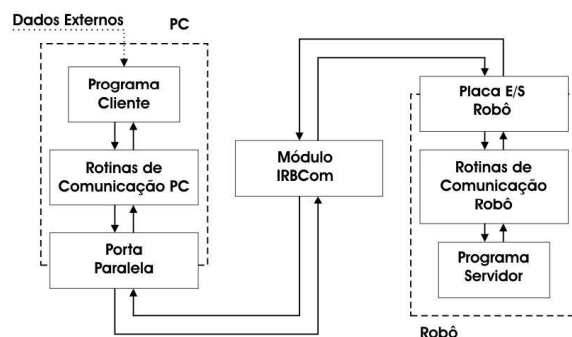 Dados Externos
PC
Programa
Cliente
Rotinas de
Comunicação PC
Porta
Paralela
Módulo
IRBCom
Placa E/S
Robô
Rotinas de
Comunicação
Robô
Programa
Servidor
Robô